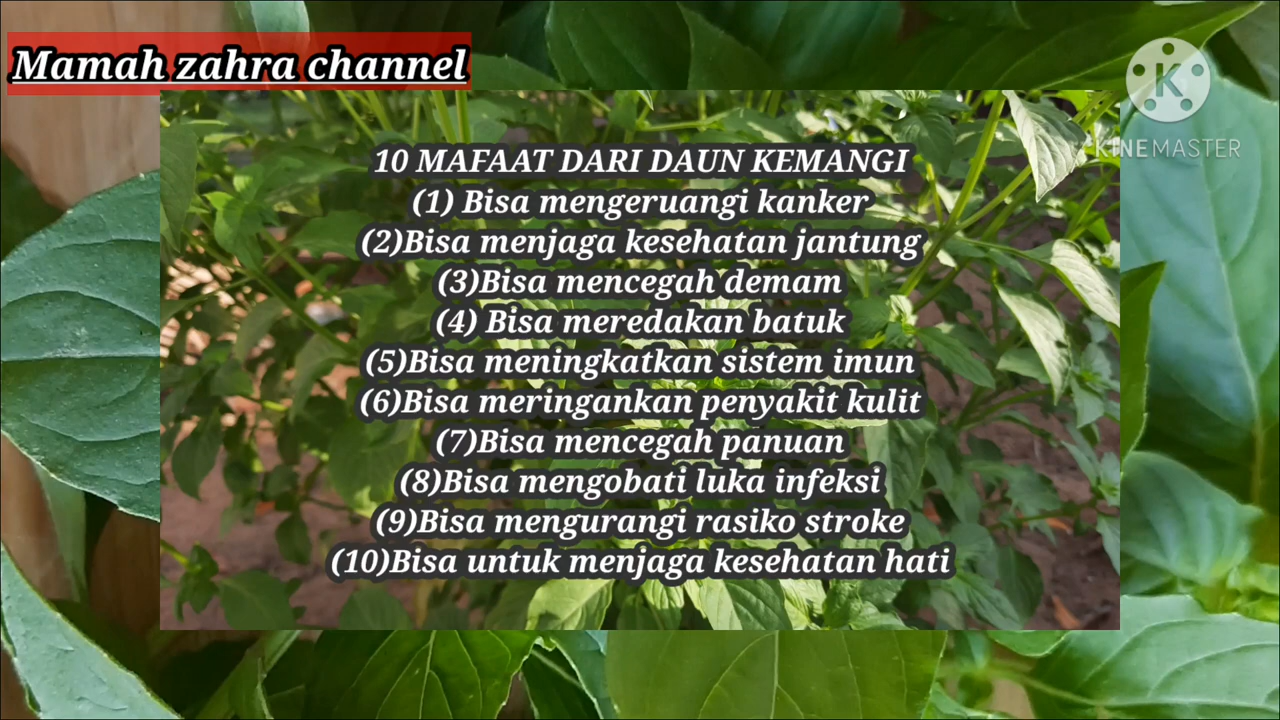 Mamah zahra channel
K
KINEMASTER
10 MAFAAT DARI DAUN KEMANGI
(1) Bisa mengeruangi kanker
(2)Bisa menjaga kesehatan jantung
(3)Bisa mencegah demam
(4) Bisa meredakan batuk
(5)Bisa meningkatkan sistem imun
(6)Bisa meringankan penyakit kulit
(7)Bisa mencegah panuan
(8)Bisa mengobati luka infeksi
(9)Bisa mengurangi rasiko stroke
(10)Bisa untuk menjaga kesehatan hati